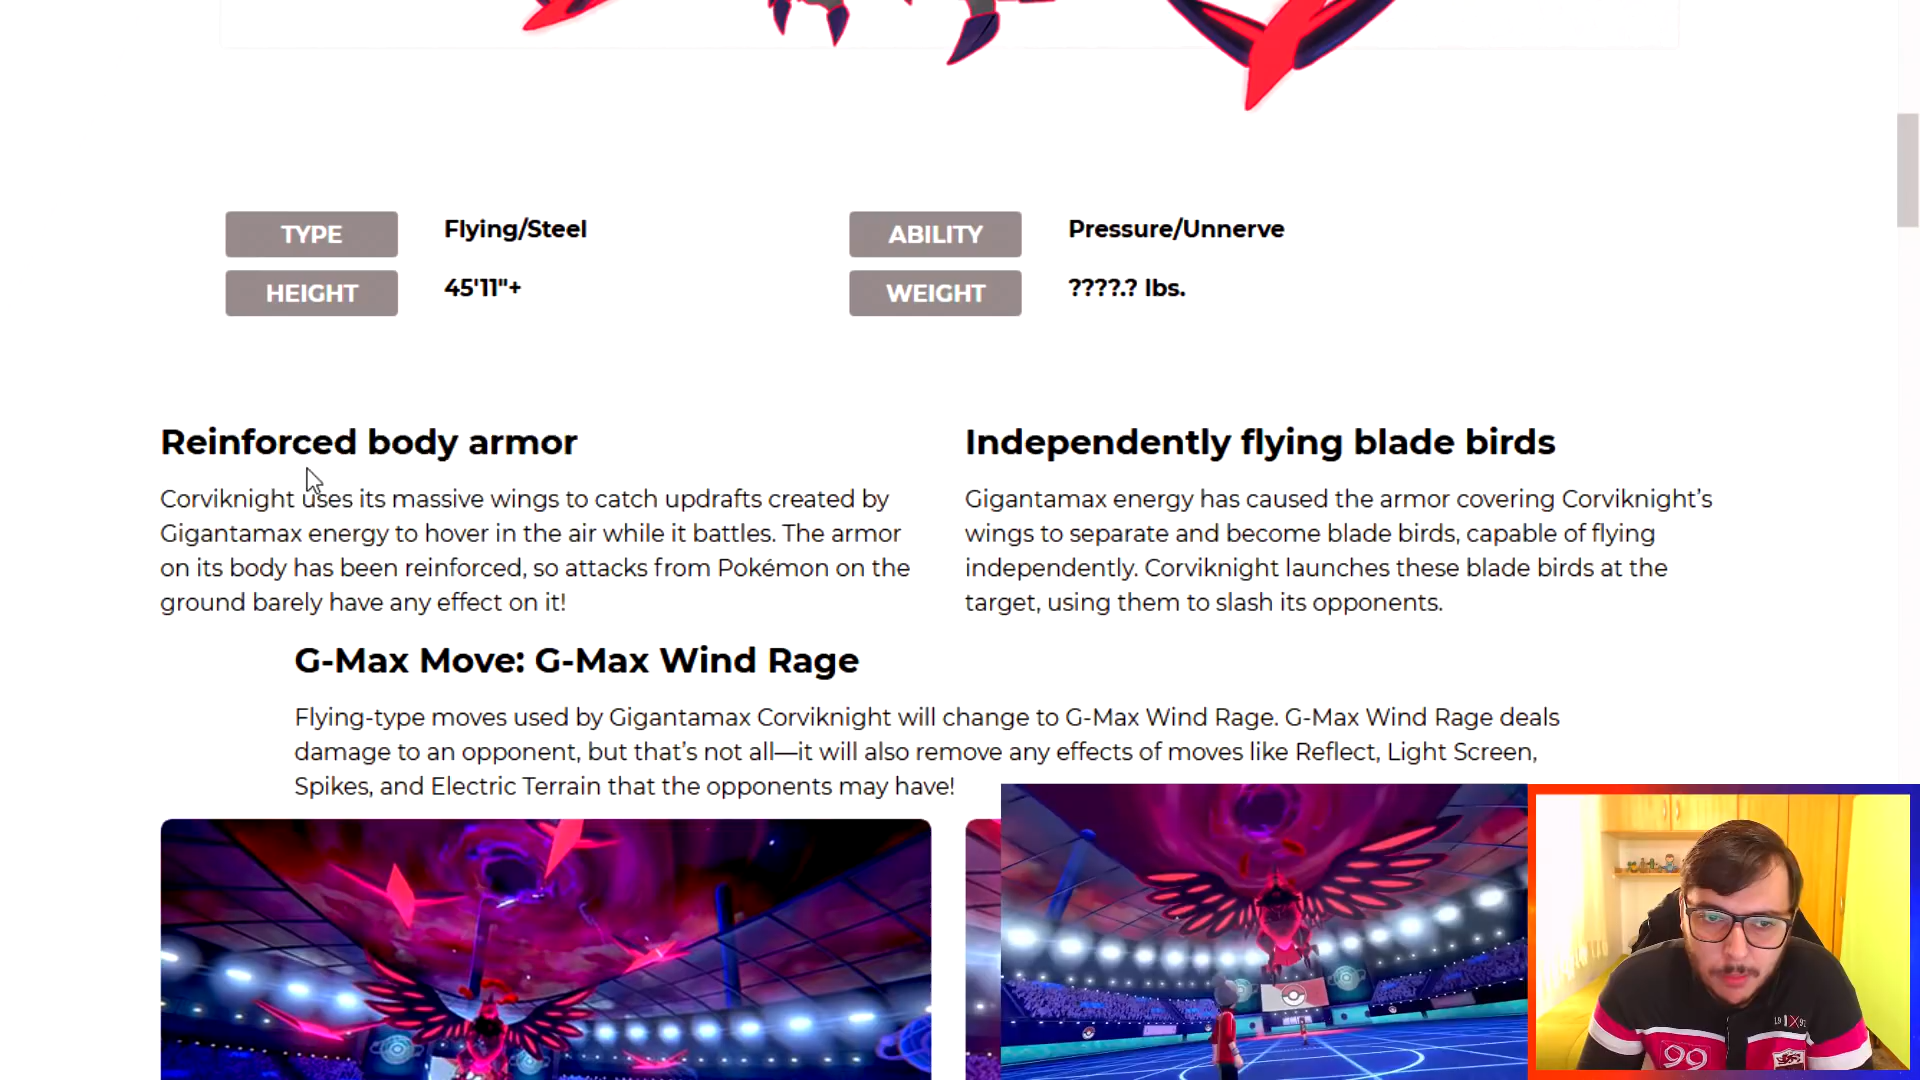 TYPE
Flying/Steel
ABILITY
Pressure/Unnerve
HEIGHT
45'11"+
WEIGHT
????.? lbs.
Reinforced body armor
Corviknight uses its massive wings to catch updrafts created by
Gigantamax energy to hover in the air while it battles. The armor
on its body has been reinforced, so attacks from Pokémon on the
ground barely have any effect on it!
Independently flying blade birds
Gigantamax energy has caused the armor covering Corviknight’s
wings to separate and become blade birds, capable of flying
independently. Corviknight launches these blade birds at the
target, using them to slash its opponents.
G-Max Move: G-Max Wind Rage
Flying-type moves used by Gigantamax Corviknight will change to G-Max Wind Rage. G-Max Wind Rage deals
damage to an opponent, but that’s not all—it will also remove any effects of moves like Reflect, Light Screen,
Spikes, and Electric Terrain that the opponents may have!
99